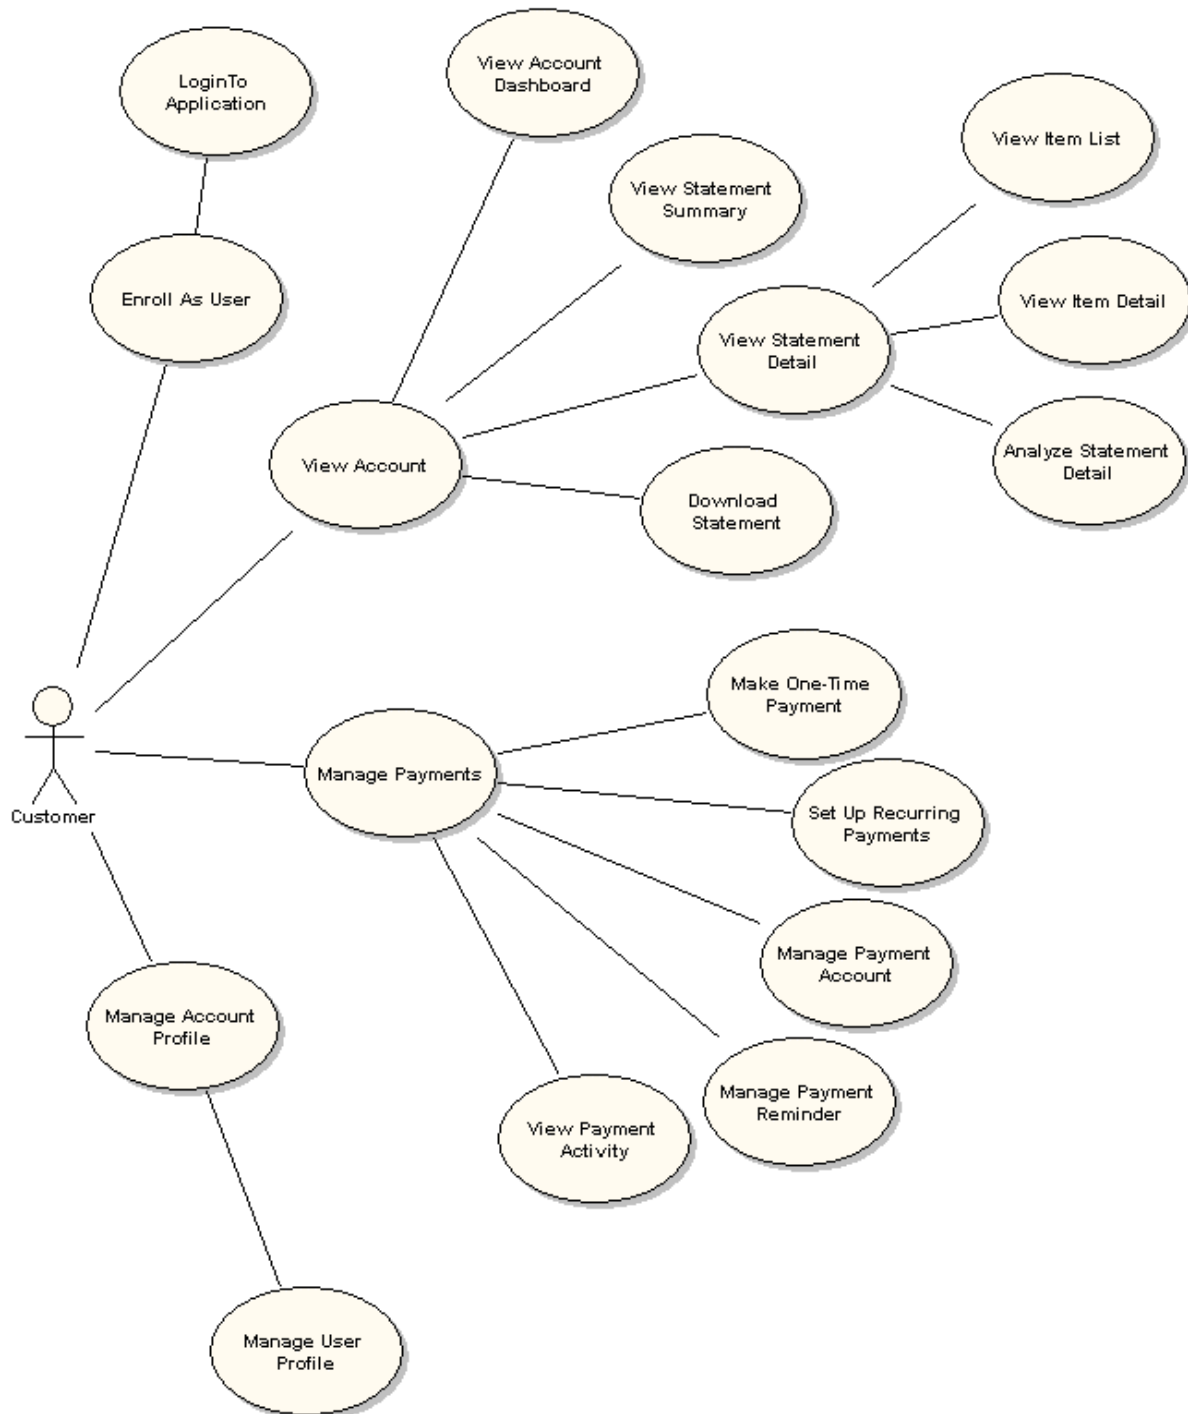 LoginTo
Application
View Account
Dashboard
View Item List
View Statement
Summary
Enroll As User
View Item Detail
View Statement
Detail
View Account
Analyze Statement
Detail
Download
Statement
Make One-Time
Payment
Customer
Manage Payments
Set Up Recurring
Payments
Manage Payment
Account
Manage Account
Profile
Manage Payment
Reminder
View Payment
Activity
Manage User
Profile